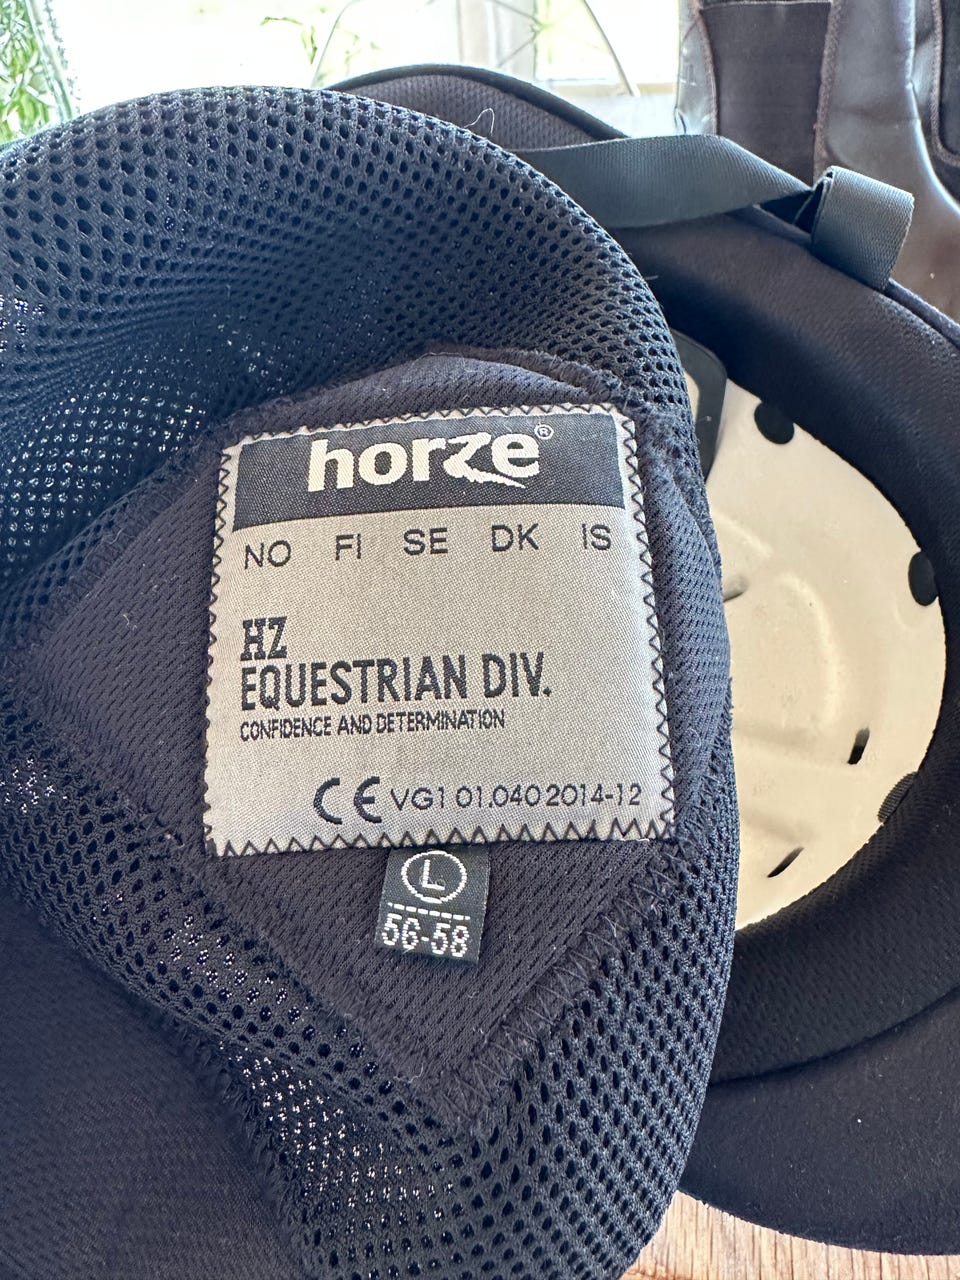 horze®
NO FI SE DK IS
HZ
EQUESTRIAN DIV.
CONFIDENCE AND DETERMINATION
CE VG1 01.040 2014-12
L
56-58